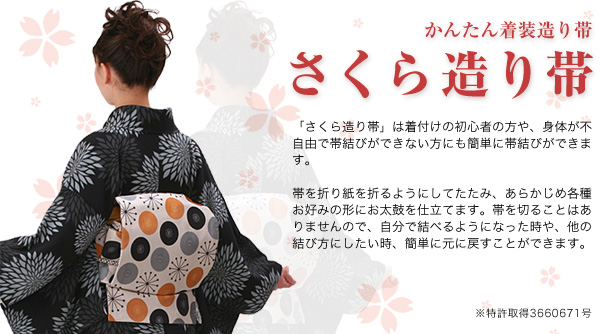 かんたん着装造り帯
さくら造り帯
「さくら造り帯」は着付けの初心者の方や、身体が不
自由で帯結びができない方にも簡単に帯結びができま
す。
帯を折り紙を折るようにしてたたみ、あらかじめ各種
お好みの形にお太鼓を仕立てます。帯を切ることはあ
りませんので、自分で結べるようになった時や、他の
結び方にしたい時、簡単に元に戻すことができます。
※特許取得3660671号